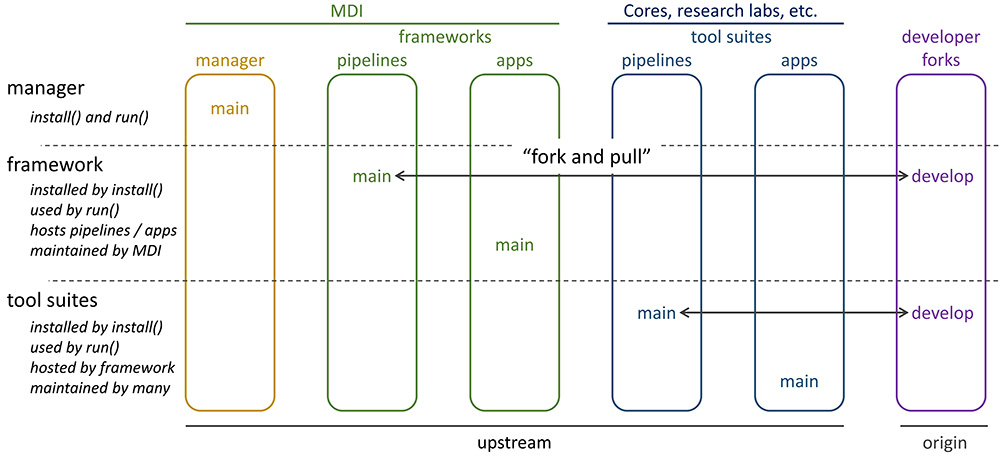 MDI
Cores, research labs, etc.
frameworks
tool suites
developer
forks
manager
pipelines
apps
pipelines
apps
manager
install() and run()
main
"fork and pull"
framework
installed by install()
used by run()
hosts pipelines / apps
maintained by MDI
main
develop
main
tool suites
installed by install()
used by run()
hosted by framework
maintained by many
main
develop
main
upstream
origin